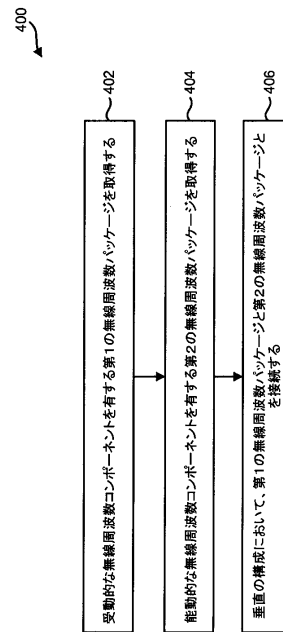 400
受動的な無線周波数コンポーネントを有する第1の無線周波数パッケージを取得する
402
能動的な無線周波数コンポーネントを有する第2の無線周波数パッケージを取得する
404
垂直の構成において、第1の無線周波数パッケージと第2の無線周波数パッケージと
を接続する
406